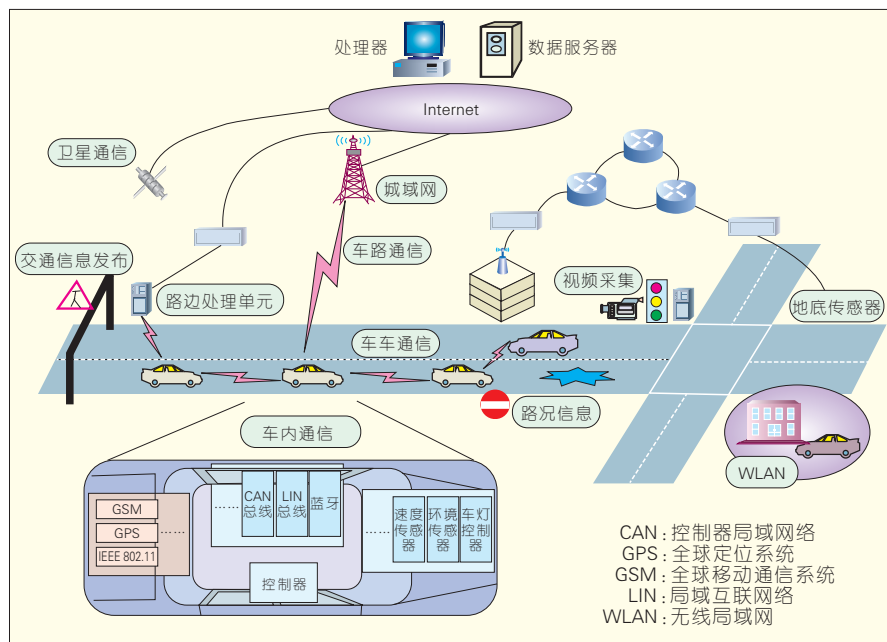 处理器
数据服务器
Internet
卫星通信
城域网
车路通信
交通信息发布
路边处理单元
视频采集
地底传感器
车车通信
路况信息
车内通信
WLAN
GSM
GPS
IEEE 802.11
……
……
CAN
总线
LIN
总线
蓝牙
……
速度
传感
器
环境
传感
器
车灯
控制
器
控制器
CAN：控制器局域网络
GPS：全球定位系统
GSM：全球移动通信系统
LIN：局域互联网络
WLAN：无线局域网